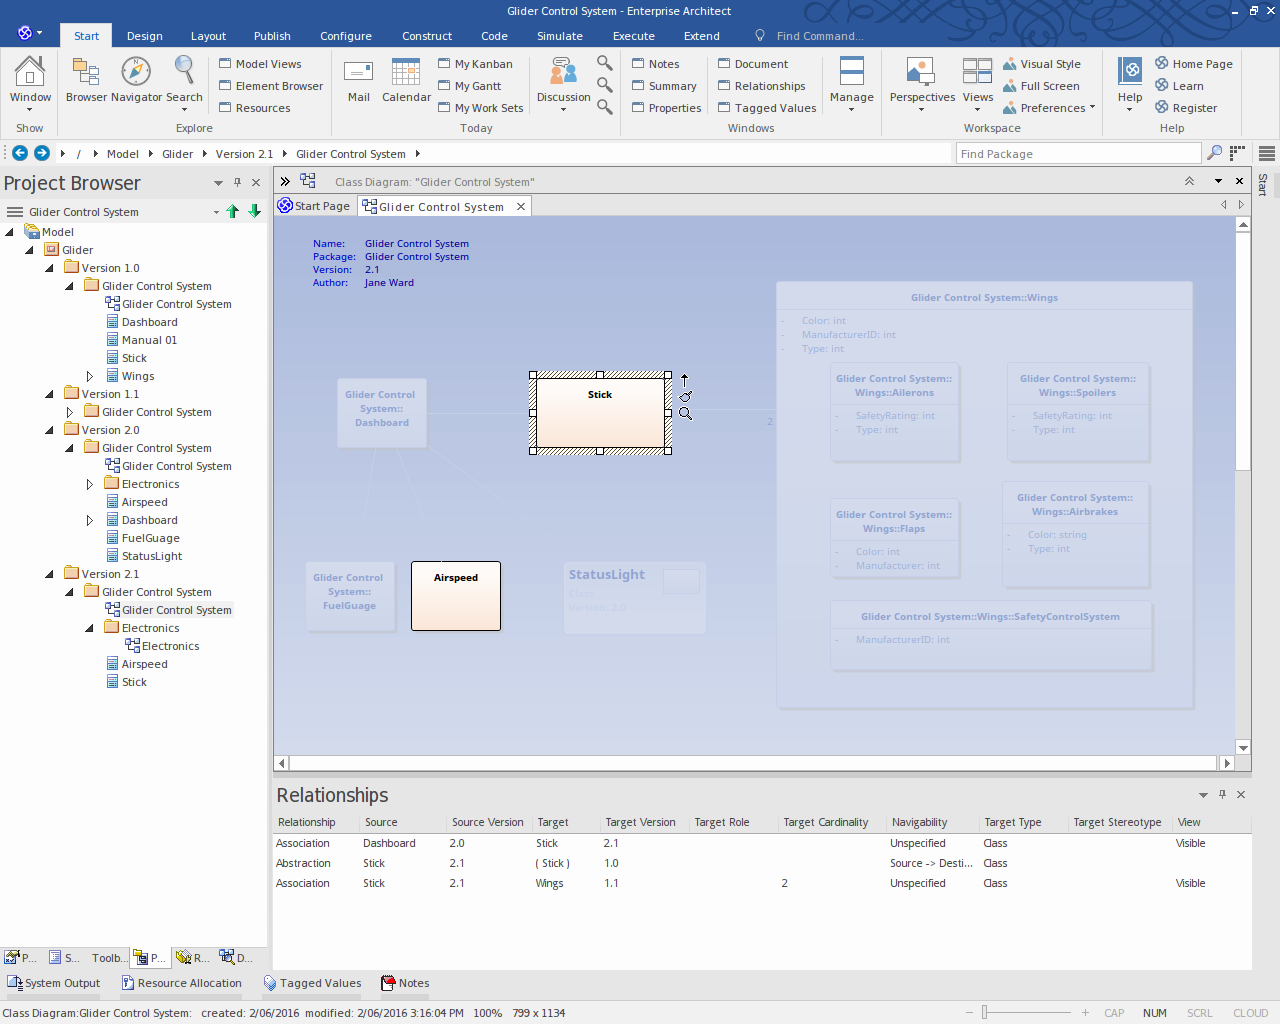 Glider Control System - Enterprise Architect
Start Design Layout Publish Configure Construct Code Simulate Execute Extend Find Command...
Window
Show
Browser Navigator Search
Model Views
Element Browser
Resources
Explore
Mail Calendar
My Kanban
My Gantt
My Work Sets
Today
Discussion
Notes
Summary
Properties
Document
Relationships
Tagged Values
Manage
Windows
Perspectives Views
Visual Style
Full Screen
Preferences
Workspace
Help
Home Page
Learn
Register
Help
/ Model Glider Version 2.1 Glider Control System
Find Package
Project Browser
Glider Control System
Model
Glider
Version 1.0
Glider Control System
Glider Control System
Dashboard
Manual 01
Stick
Wings
Version 1.1
Glider Control System
Version 2.0
Glider Control System
Glider Control System
Electronics
Airspeed
Dashboard
FuelGuage
StatusLight
Version 2.1
Glider Control System
Glider Control System
Electronics
Electronics
Airspeed
Stick
P... S... Toolb... P... R... D...
Class Diagram: "Glider Control System"
Start Page Glider Control System
Start
Name: Glider Control System
Package: Glider Control System
Version: 2.1
Author: Jane Ward
Glider Control
System::
Dashboard
Stick
2
Glider Control
System::
FuelGuage
Airspeed
StatusLight
Class
Version: 2.0
Glider Control System::Wings
- Color: int
- ManufacturerID: int
- Type: int
Glider Control System::
Wings::Ailerons
- SafetyRating: int
- Type: int
Glider Control System::
Wings::Spoilers
- SafetyRating: int
- Type: int
Glider Control System::
Wings::Flaps
- Color: int
- Manufacturer: int
Glider Control System::
Wings::Airbrakes
- Color: string
- Type: int
Glider Control System::Wings::SafetyControlSystem
- ManufacturerID: int
Relationships
Relationship Source Source Version Target Target Version Target Role Target Cardinality Navigability Target Type Target Stereotype View
Association Dashboard 2.0 Stick 2.1 Unspecified Class Visible
Abstraction Stick 2.1 ( Stick ) 1.0 Source -> Desti... Class
Association Stick 2.1 Wings 1.1 2 Unspecified Class Visible
System Output Resource Allocation Tagged Values Notes
Class Diagram:Glider Control System: created: 2/06/2016 modified: 2/06/2016 3:16:04 PM 100% 799 x 1134
CAP NUM SCRL CLOUD